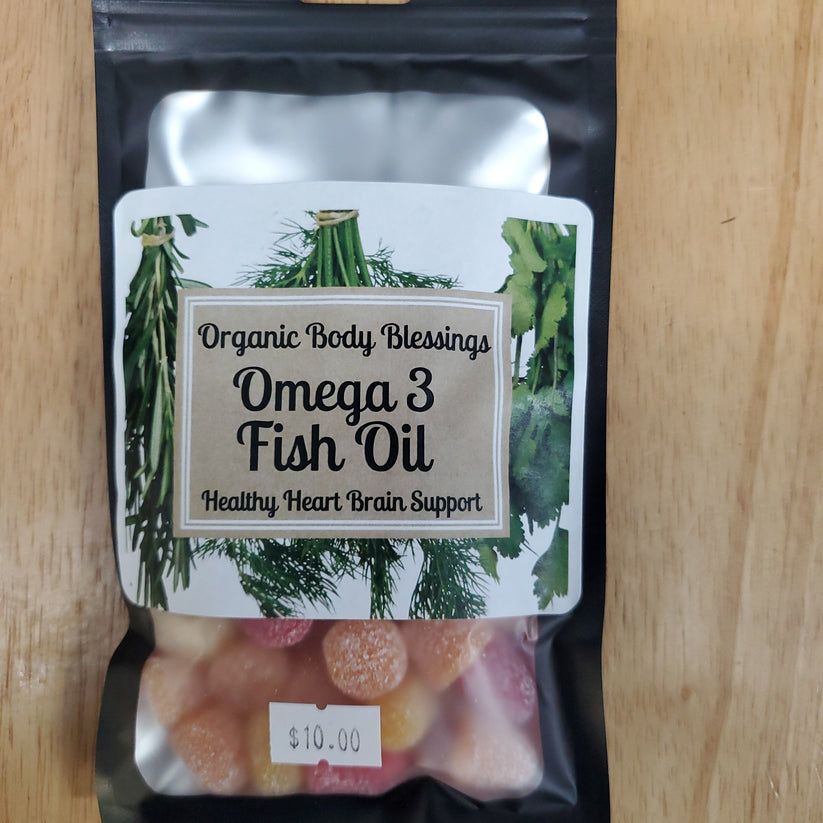 Organic Body Blessings
Omega 3
Fish Oil
Healthy Heart Brain Support
$10.00